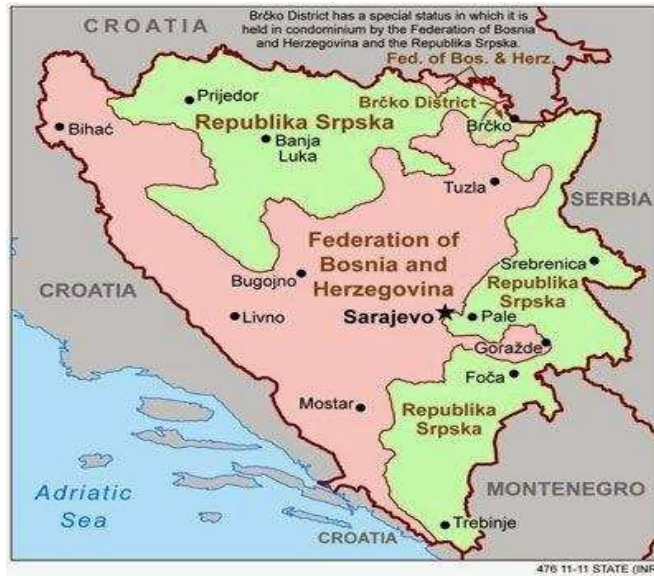 CROATIA
Brčko District has a special status in which it is
held in condominium by the Federation of Bosnia
and Herzegovina and the Republika Srpska.
Fed. of Bos. & Herz.
Brčko District
Brčko
Prijedor
Republika Srpska
Bihać
Banja
Luka
Tuzla
SERBIA
Federation of
Bosnia and
Herzegovina
Bugojno
Srebrenica
Republika
Srpska
CROATIA
Livno
Sarajevo
Pale
Goražde
Foča
Mostar
Republika
Srpska
Adriatic
Sea
MONTENEGRO
Trebinje
CROATIA
476 11-11 STATE (INR